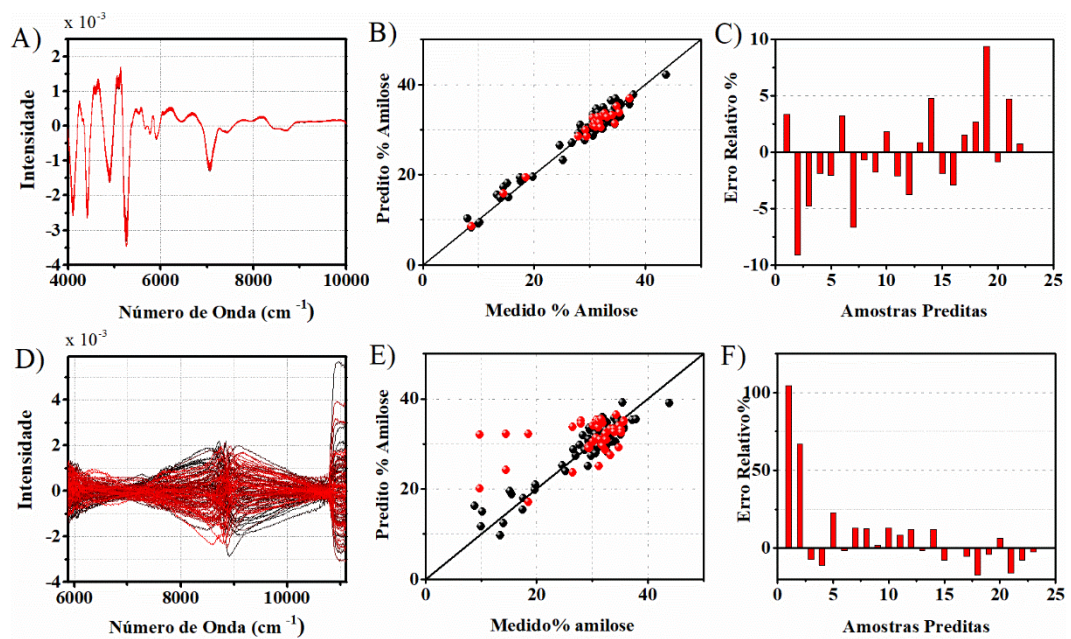 A)
x 10⁻³
2
1
0
-1
-2
-3
-4
4000
6000
8000
10000
Intensidade
Número de Onda (cm ⁻¹)
B)
40
20
0
0
20
40
Predito % Amilose
Medido % Amilose
C)
10
5
0
-5
-10
0
5
10
15
20
25
Erro Relativo %
Amostras Preditas
D)
x 10⁻³
6
4
2
0
-2
-4
6000
8000
10000
Intensidade
Número de Onda (cm ⁻¹)
E)
50
40
30
20
10
0
0
20
40
Predito % Amilose
Medido% amilose
F)
100
50
0
0
5
10
15
20
25
Erro Relativo%
Amostras Preditas